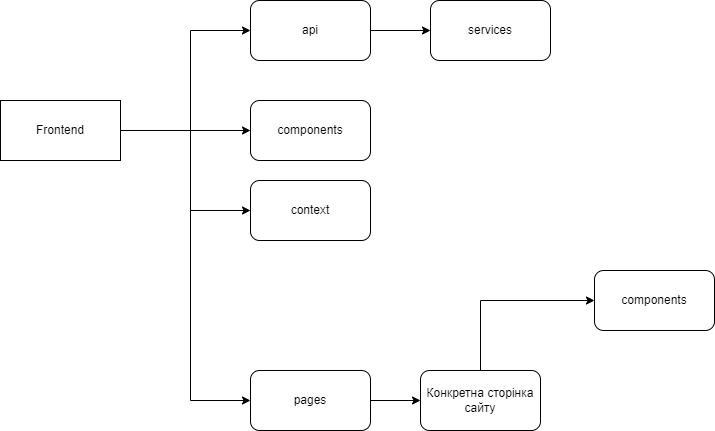 api
services
Frontend
components
context
components
pages
Конкретна сторінка
сайту